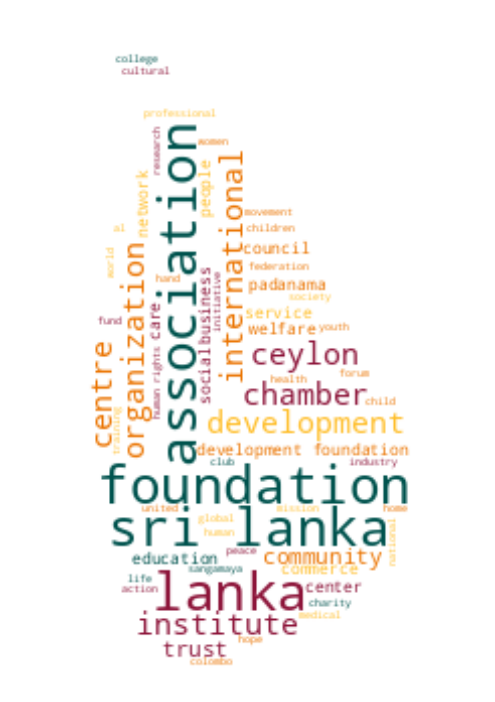 college
cultural
professional
research
association
women
people
network
international
movement
al
children
council
organization
world
federation
hand
padanama
social
business
initiative
society
care
service
fund
welfare
youth
centre
human rights
ceylon
forum
health
chamber
child
training
development
development foundation
club
industry
foundation
united
mission
home
sri lanka
global
human
national
peace
education
community
sangamaya
commerce
life
lanka
action
center
charity
institute
medical
hope
trust
colombo